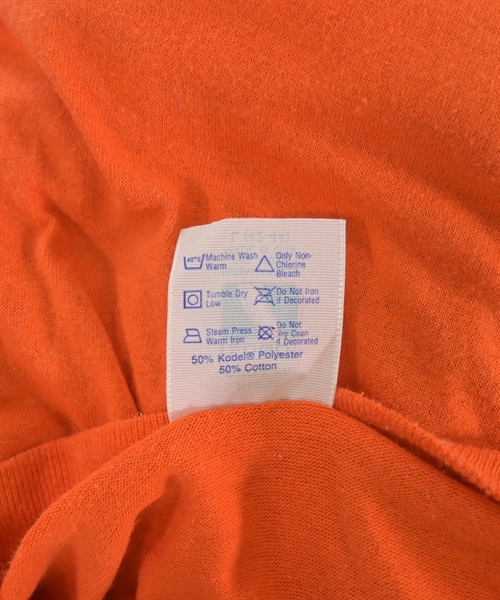 40°C
Machine Wash
Warm
Only Non-
Chlorine
Bleach
Tumble Dry
Low
Do Not Iron
if Decorated
Steam Press
Warm Iron
Do Not
Dry Clean
if Decorated
50% Kodel® Polyester
50% Cotton